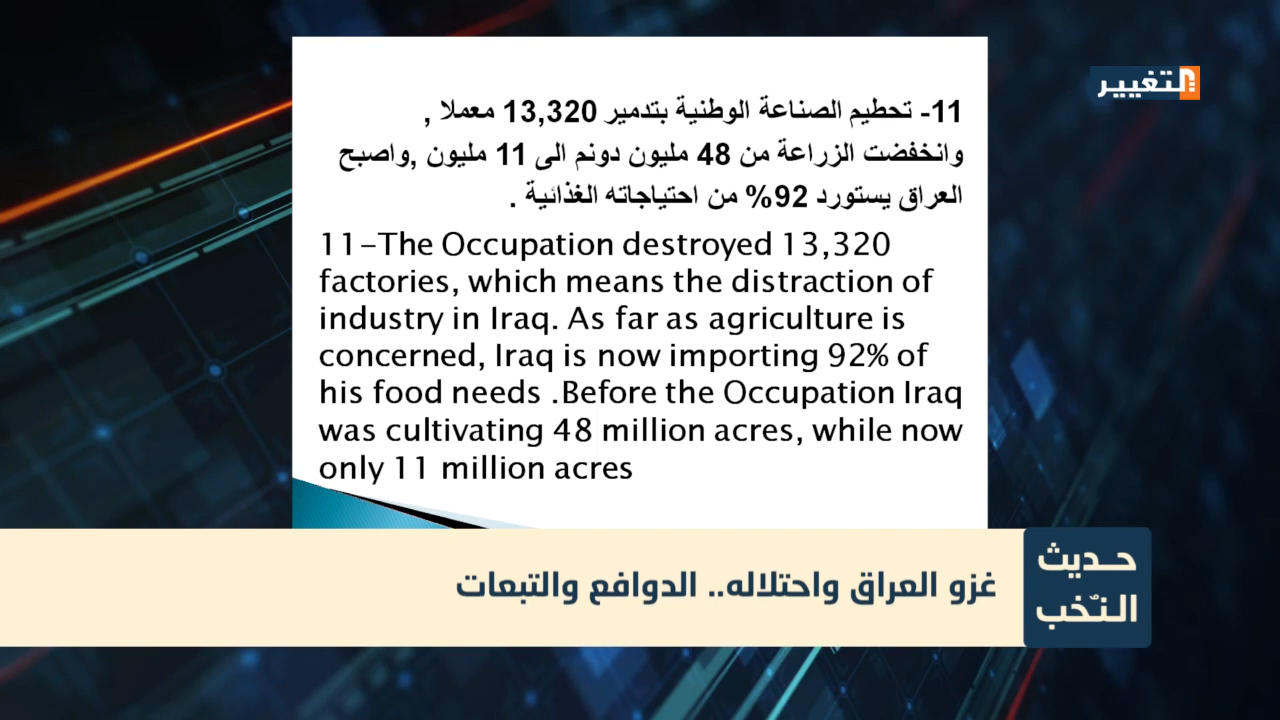 التغيير
11- تحطيم الصناعة الوطنية بتدمير 13,320 معملا ,
وانخفضت الزراعة من 48 مليون دونم الى 11 مليون ,واصبح
العراق يستورد 92% من احتياجاته الغذائية .
11-The Occupation destroyed 13,320
factories, which means the distraction of
industry in Iraq. As far as agriculture is
concerned, Iraq is now importing 92% of
his food needs .Before the Occupation Iraq
was cultivating 48 million acres, while now
only 11 million acres
حـديث
النُخب
غزو العراق واحتلاله.. الدوافع والتبعات